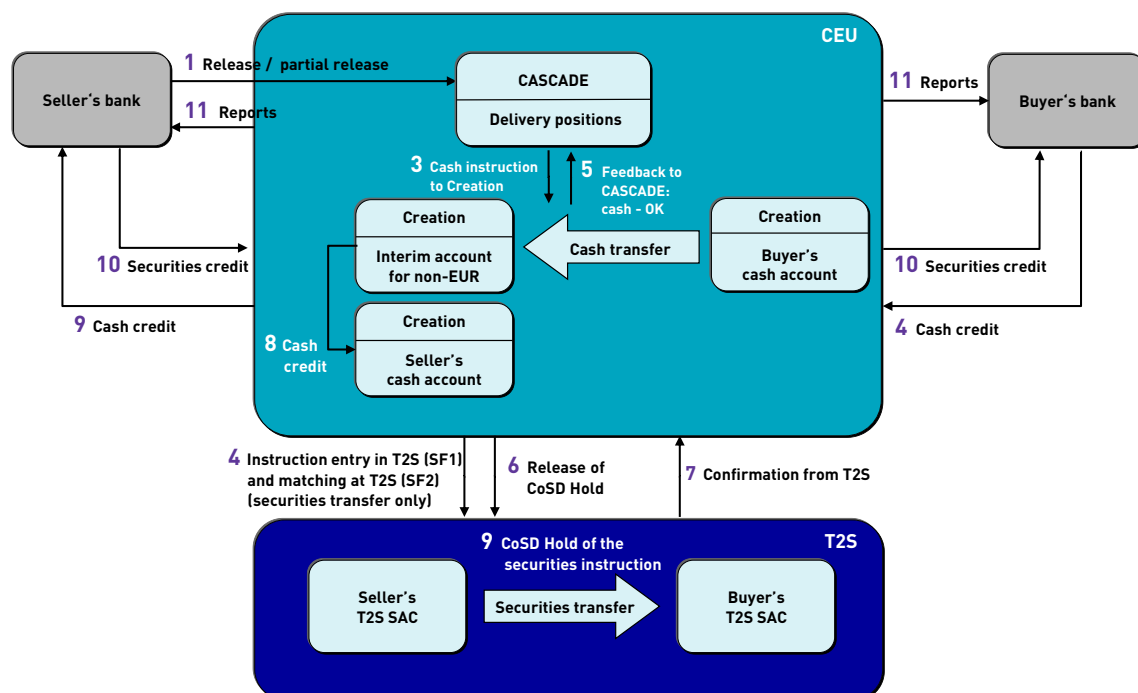 CEU
1 Release / partial release
11 Reports
Seller's bank
CASCADE
Delivery positions
11 Reports
Buyer‘s bank
3 Cash instruction
to Creation
5 Feedback to
CASCADE:
cash – OK
Creation
Interim account
for non-EUR
Cash transfer
Creation
Buyer's
cash account
10 Securities credit
10 Securities credit
9 Cash credit
4 Cash credit
8 Cash
credit
Creation
Seller’s
cash account
4 Instruction entry in T2S (SF1)
and matching at T2S (SF2)
(securities transfer only)
6 Release of
CoSD Hold
7 Confirmation from T2S
T2S
9 CoSD Hold of the
securities instruction
Seller’s
T2S SAC
Securities transfer
Buyer’s
T2S SAC